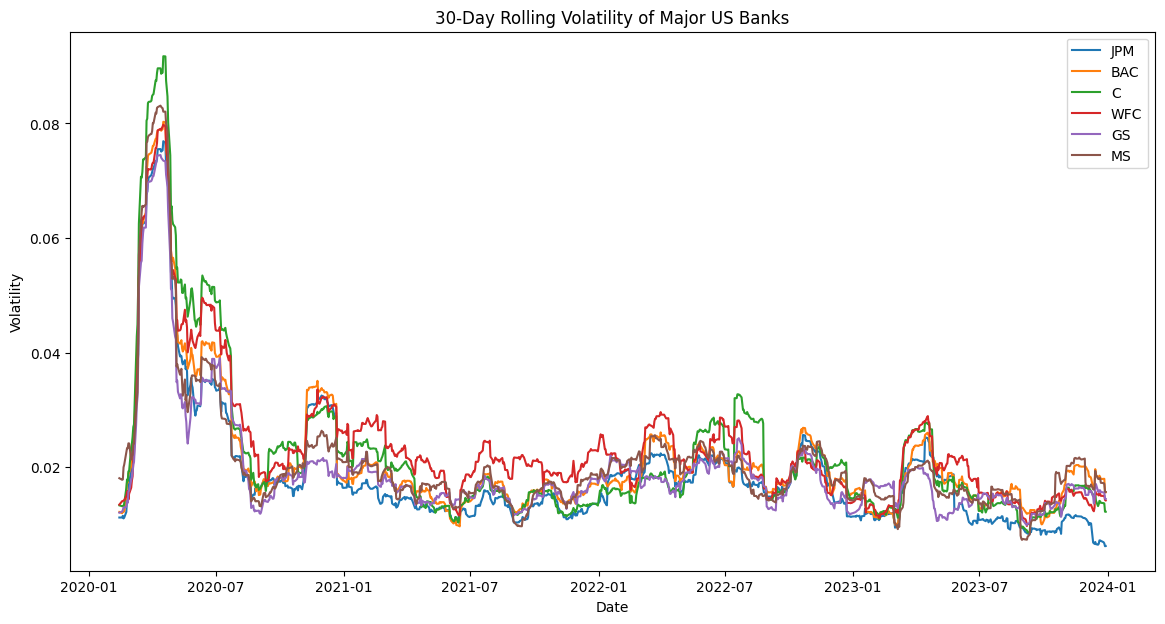 30-Day Rolling Volatility of Major US Banks
JPM
BAC
C
WFC
GS
MS
0.08
0.06
0.04
0.02
Volatility
2020-01 2020-07 2021-01 2021-07 2022-01 2022-07 2023-01 2023-07 2024-01
Date